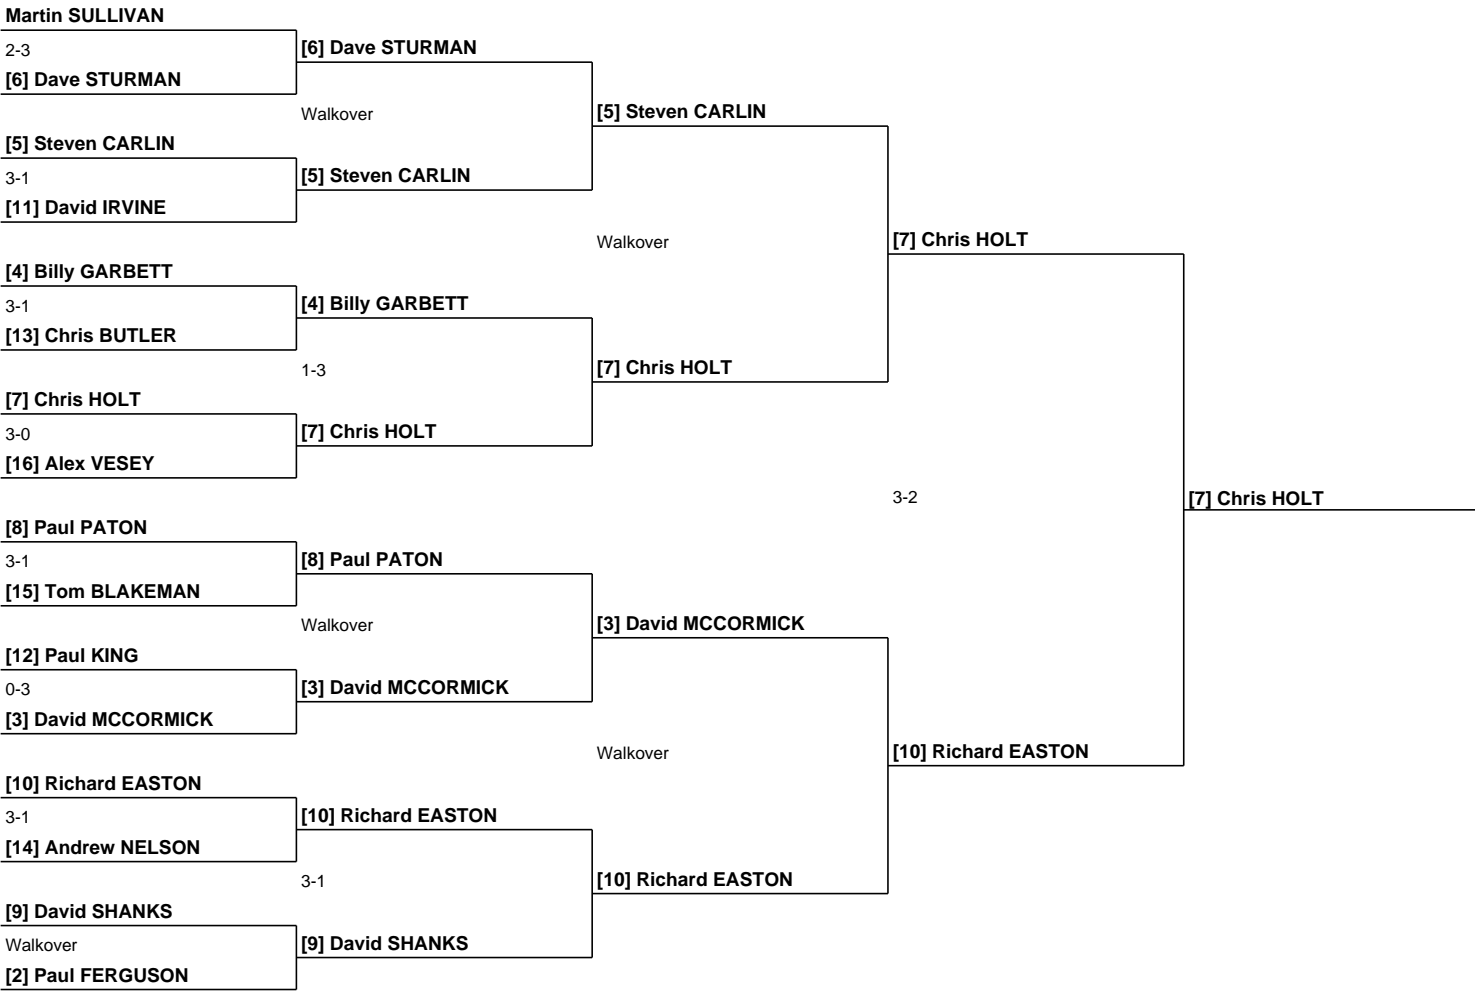 Martin SULLIVAN
2-3
[6] Dave STURMAN
[5] Steven CARLIN
3-1
[11] David IRVINE
[4] Billy GARBETT
3-1
[13] Chris BUTLER
[7] Chris HOLT
3-0
[16] Alex VESEY
[8] Paul PATON
3-1
[15] Tom BLAKEMAN
[12] Paul KING
0-3
[3] David MCCORMICK
[10] Richard EASTON
3-1
[14] Andrew NELSON
[9] David SHANKS
Walkover
[2] Paul FERGUSON
[6] Dave STURMAN
Walkover
[5] Steven CARLIN
[4] Billy GARBETT
1-3
[7] Chris HOLT
[8] Paul PATON
Walkover
[3] David MCCORMICK
[10] Richard EASTON
3-1
[9] David SHANKS
[5] Steven CARLIN
Walkover
[7] Chris HOLT
[3] David MCCORMICK
Walkover
[10] Richard EASTON
[7] Chris HOLT
3-2
[10] Richard EASTON
[7] Chris HOLT